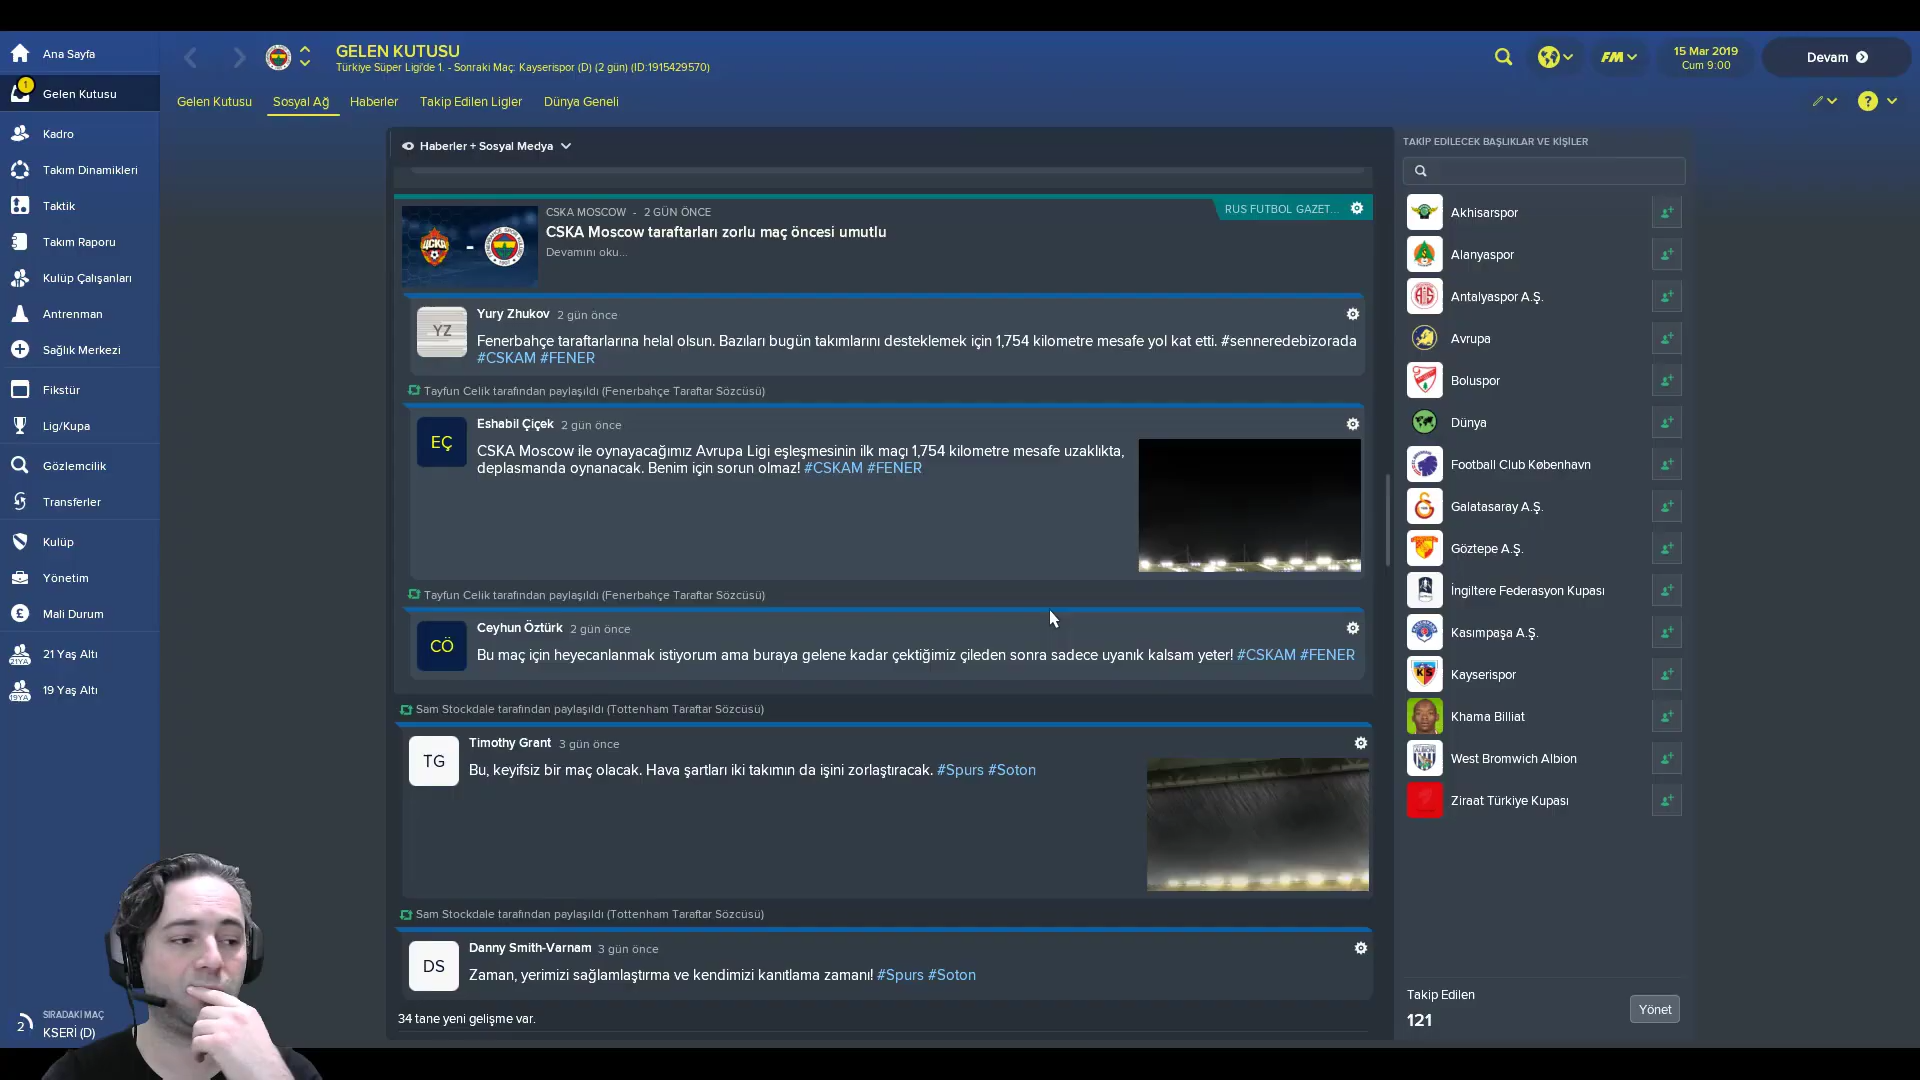 Ana Sayfa
1
Gelen Kutusu
Kadro
Takım Dinamikleri
Taktik
Takım Raporu
Kulüp Çalışanları
Antrenman
Sağlık Merkezi
Fikstür
Lig/Kupa
Gözlemcilik
Transferler
Kulüp
Yönetim
Mali Durum
21YA
21 Yaş Altı
19YA
19 Yaş Altı
2
SIRADAKİ MAÇ
KSERİ (D)
GELEN KUTUSU
Türkiye Süper Ligi'de 1. - Sonraki Maç: Kayserispor (D) (2 gün) (ID:1915429570)
FM
15 Mar 2019
Cum 9:00
Devam
Gelen Kutusu
Sosyal Ağ
Haberler
Takip Edilen Ligler
Dünya Geneli
?
Haberler + Sosyal Medya
CSKA MOSCOW - 2 GÜN ÖNCE
RUS FUTBOL GAZET...
CSKA Moscow taraftarları zorlu maç öncesi umutlu
Devamını oku...
YZ
Yury Zhukov 2 gün önce
Fenerbahçe taraftarlarına helal olsun. Bazıları bugün takımlarını desteklemek için 1,754 kilometre mesafe yol kat etti. #senneredebizorada
#CSKAM #FENER
Tayfun Celik tarafından paylaşıldı (Fenerbahçe Taraftar Sözcüsü)
EÇ
Eshabil Çiçek 2 gün önce
CSKA Moscow ile oynayacağımız Avrupa Ligi eşleşmesinin ilk maçı 1,754 kilometre mesafe uzaklıkta,
deplasmanda oynanacak. Benim için sorun olmaz! #CSKAM #FENER
Tayfun Celik tarafından paylaşıldı (Fenerbahçe Taraftar Sözcüsü)
CÖ
Ceyhun Öztürk 2 gün önce
Bu maç için heyecanlanmak istiyorum ama buraya gelene kadar çektiğimiz çileden sonra sadece uyanık kalsam yeter! #CSKAM #FENER
Sam Stockdale tarafından paylaşıldı (Tottenham Taraftar Sözcüsü)
TG
Timothy Grant 3 gün önce
Bu, keyifsiz bir maç olacak. Hava şartları iki takımın da işini zorlaştıracak. #Spurs #Soton
Sam Stockdale tarafından paylaşıldı (Tottenham Taraftar Sözcüsü)
DS
Danny Smith-Varnam 3 gün önce
Zaman, yerimizi sağlamlaştırma ve kendimizi kanıtlama zamanı! #Spurs #Soton
34 tane yeni gelişme var.
TAKİP EDİLECEK BAŞLIKLAR VE KİŞİLER
Akhisarspor
Alanyaspor
Antalyaspor A.Ş.
Avrupa
Boluspor
Dünya
Football Club København
Galatasaray A.Ş.
Göztepe A.Ş.
İngiltere Federasyon Kupası
Kasımpaşa A.Ş.
Kayserispor
Khama Billiat
West Bromwich Albion
Ziraat Türkiye Kupası
Takip Edilen
121
Yönet